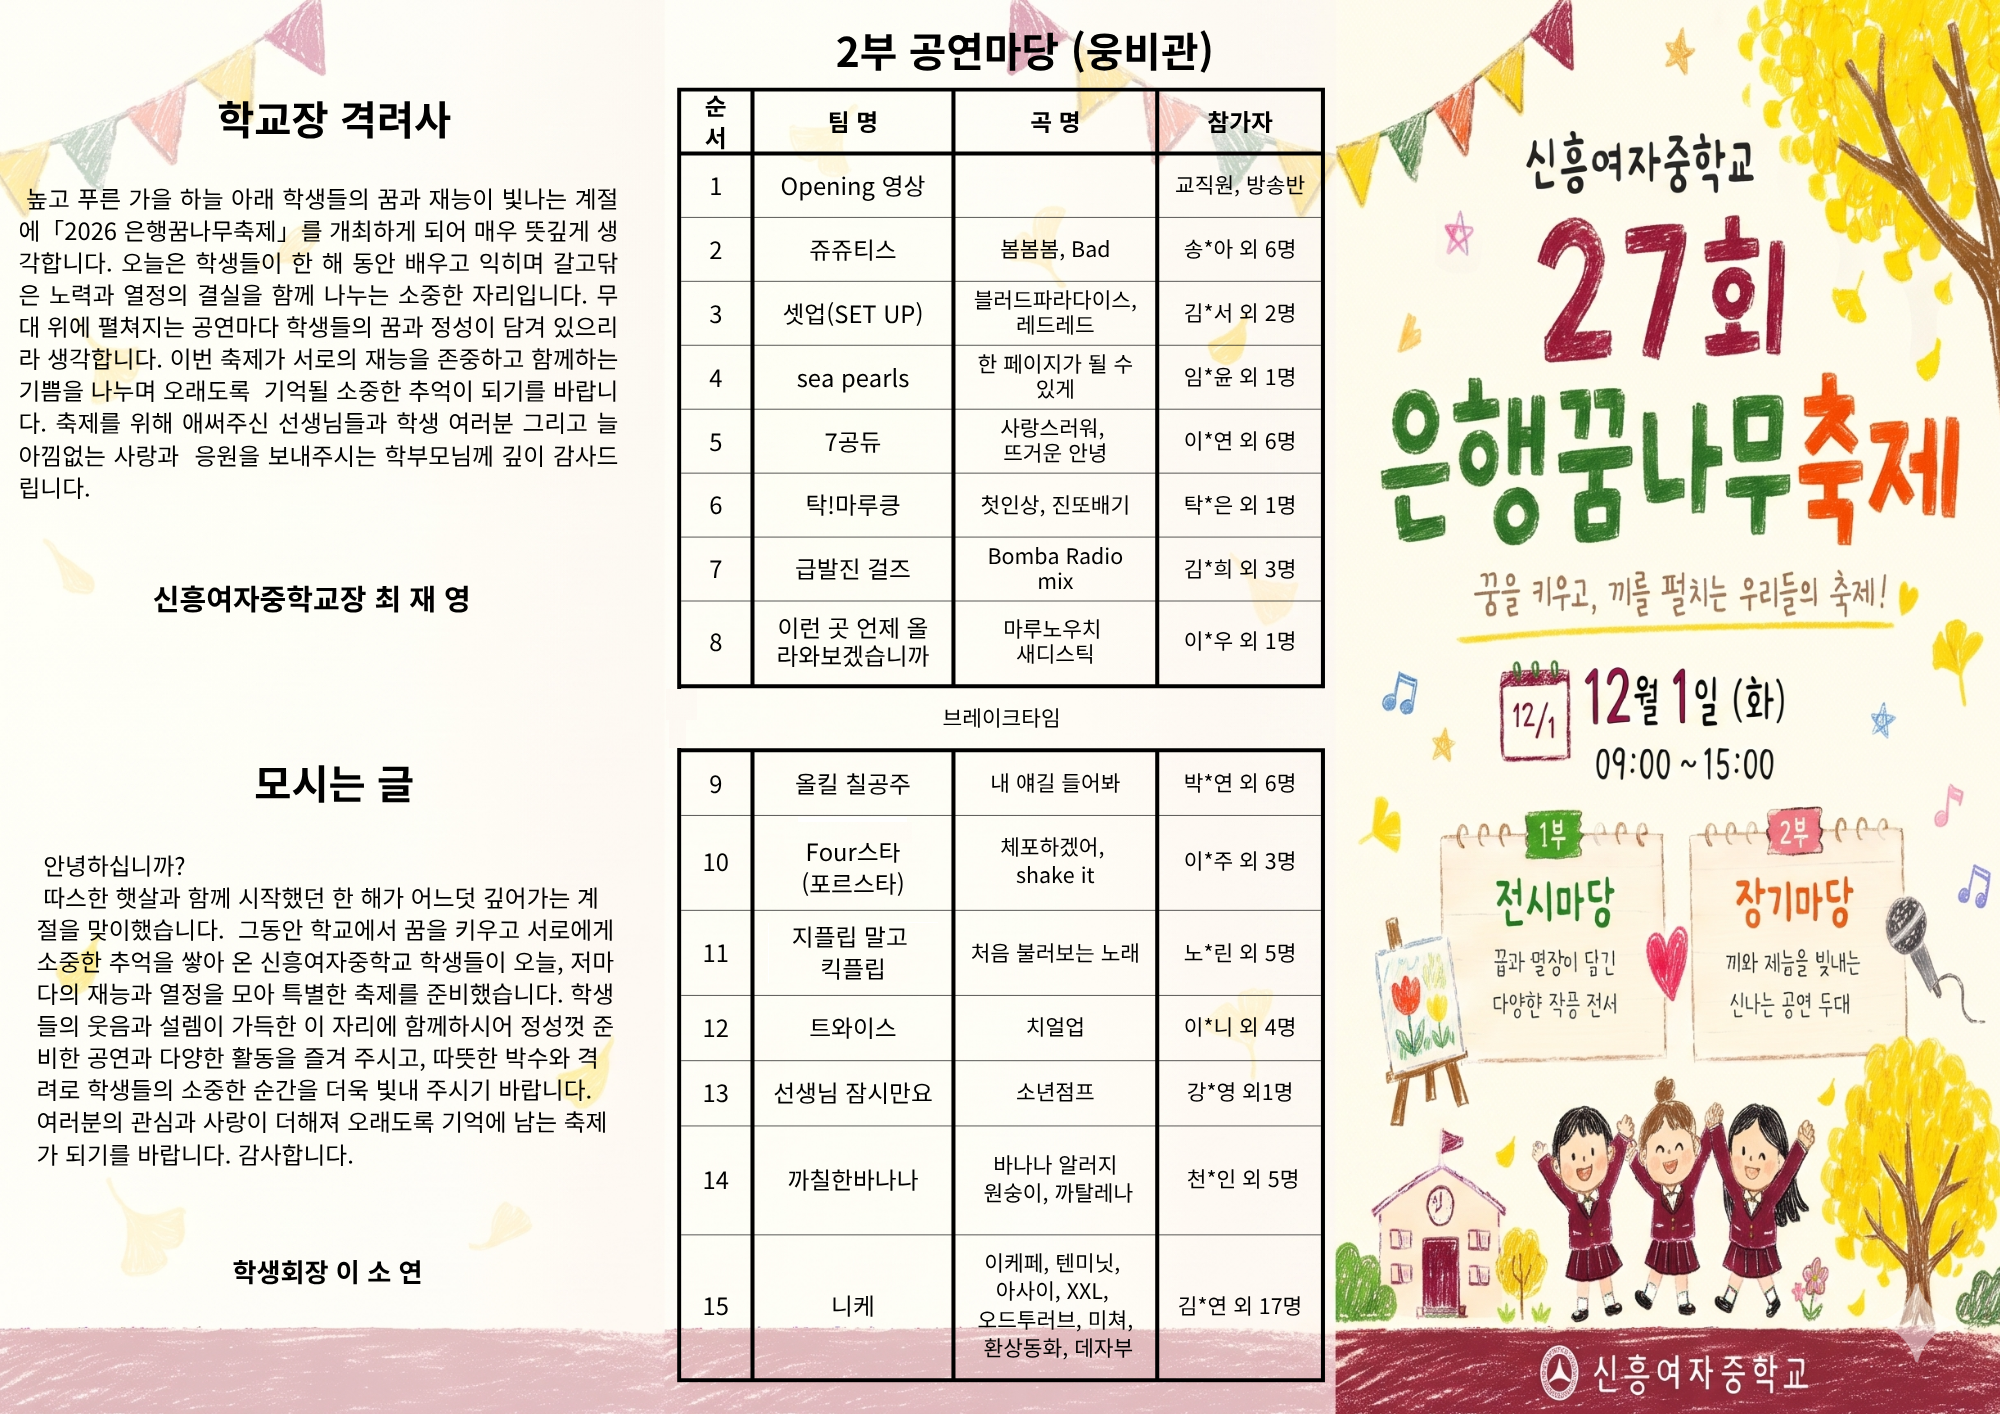 학교장 격려사
높고 푸른 가을 하늘 아래 학생들의 꿈과 재능이 빛나는 계절
에「2026 은행꿈나무축제」를 개최하게 되어 매우 뜻깊게 생
각합니다. 오늘은 학생들이 한 해 동안 배우고 익히며 갈고닦
은 노력과 열정의 결실을 함께 나누는 소중한 자리입니다. 무
대 위에 펼쳐지는 공연마다 학생들의 꿈과 정성이 담겨 있으리
라 생각합니다. 이번 축제가 서로의 재능을 존중하고 함께하는
기쁨을 나누며 오래도록 기억될 소중한 추억이 되기를 바랍니
다. 축제를 위해 애써주신 선생님들과 학생 여러분 그리고 늘
아낌없는 사랑과 응원을 보내주시는 학부모님께 깊이 감사드
립니다.
신흥여자중학교장 최 재 영
모시는 글
안녕하십니까?
따스한 햇살과 함께 시작했던 한 해가 어느덧 깊어가는 계
절을 맞이했습니다. 그동안 학교에서 꿈을 키우고 서로에게
소중한 추억을 쌓아 온 신흥여자중학교 학생들이 오늘, 저마
다의 재능과 열정을 모아 특별한 축제를 준비했습니다. 학생
들의 웃음과 설렘이 가득한 이 자리에 함께하시어 정성껏 준
비한 공연과 다양한 활동을 즐겨 주시고, 따뜻한 박수와 격
려로 학생들의 소중한 순간을 더욱 빛내 주시기 바랍니다.
여러분의 관심과 사랑이 더해져 오래도록 기억에 남는 축제
가 되기를 바랍니다. 감사합니다.
학생회장 이 소 연
2부 공연마당 (웅비관)
순서 팀 명 곡 명 참가자
1 Opening 영상 교직원, 방송반
2 쥬쥬티스 봄봄봄, Bad 송*아 외 6명
3 셋업(SET UP) 블러드파라다이스, 레드레드 김*서 외 2명
4 sea pearls 한 페이지가 될 수 있게 임*윤 외 1명
5 7공듀 사랑스러워, 뜨거운 안녕 이*연 외 6명
6 탁!마루킁 첫인상, 진또배기 탁*은 외 1명
7 급발진 걸즈 Bomba Radio mix 김*희 외 3명
8 이런 곳 언제 올라와보겠습니까 마루노우치 새디스틱 이*우 외 1명
브레이크타임
9 올킬 칠공주 내 얘길 들어봐 박*연 외 6명
10 Four스타 (포르스타) 체포하겠어, shake it 이*주 외 3명
11 지플립 말고 킥플립 처음 불러보는 노래 노*린 외 5명
12 트와이스 치얼업 이*니 외 4명
13 선생님 잠시만요 소년점프 강*영 외1명
14 까칠한바나나 바나나 알러지 원숭이, 까탈레나 천*인 외 5명
15 니케 이케페, 텐미닛, 아사이, XXL, 오드투러브, 미쳐, 환상동화, 데자부 김*연 외 17명
신흥여자중학교
27회
은행꿈나무축제
꿈을 키우고, 끼를 펼치는 우리들의 축제!
12/1
12월 1일 (화)
09:00 ~ 15:00
1부
전시마당
다양햔 작픙 전서
2부
장기마당
끼와 제늠을 빛내는
신나는 공연 두대
신흥여자중학교